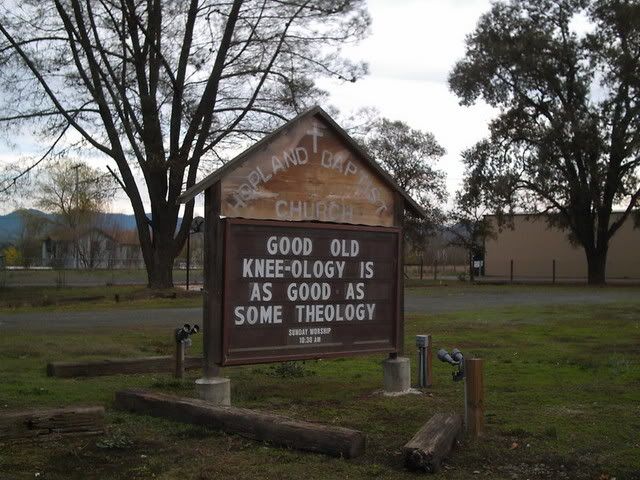 HOPLAND BAPTIST
CHURCH
GOOD OLD
KNEE-OLOGY IS
AS GOOD AS
SOME THEOLOGY
SUNDAY WORSHIP
10:30 AM